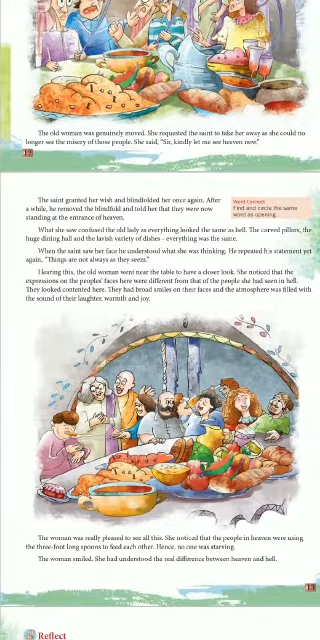 The old woman was genuinely moved. She requested the saint to take her away as she could no
longer see the misery of those people. She said, "Sir, kindly let me see heaven now."
12
The saint granted her wish and blindfolded her once again. After
a while, he removed the blindfold and told her that they were now
standing at the entrance of heaven.
Word Connect
Find and circle the same
word as opening.
What she saw confused the old lady as everything looked the same as hell. The carved pillars, the
huge dining hall and the lavish variety of dishes - everything was the same.
When the saint saw her face he understood what she was thinking. He repeated his statement yet
again, "Things are not always as they seem."
Hearing this, the old woman went near the table to have a closer look. She noticed that the
expressions on the peoples' faces here were different from that of the people she had seen in hell.
They looked contented here. They had broad smiles on their faces and the atmosphere was filled with
the sound of their laughter, warmth and joy.
The woman was really pleased to see all this. She noticed that the people in heaven were using
the three-foot long spoons to feed each other. Hence, no one was starving.
The woman smiled. She had understood the real difference between heaven and hell.
13
Reflect